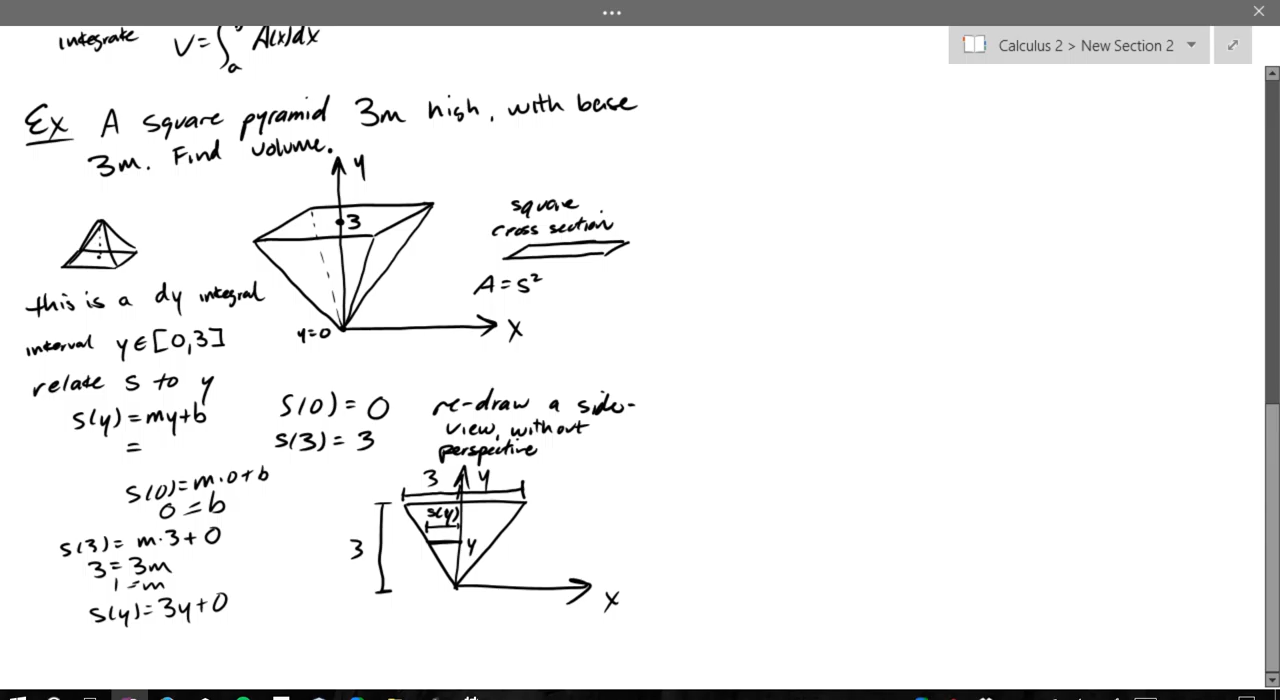 Calculus 2 > New Section 2
integrate V=∫ₐᵇ A(x)dx
Ex A square pyramid 3m high, with base
3m. Find volume.
y
3
square
cross section
A=s²
this is a dy integral
y=0
x
interval y∈[0,3]
relate s to y
s(y)=my+b
=
S(0)=0
s(3)=3
re-draw a side-
view, without
perspective
s(0)=m·0+b
0=b
s(3)=m·3+0
3=3m
1=m
s(y)=3y+0
3
y
s(y)
y
3
x